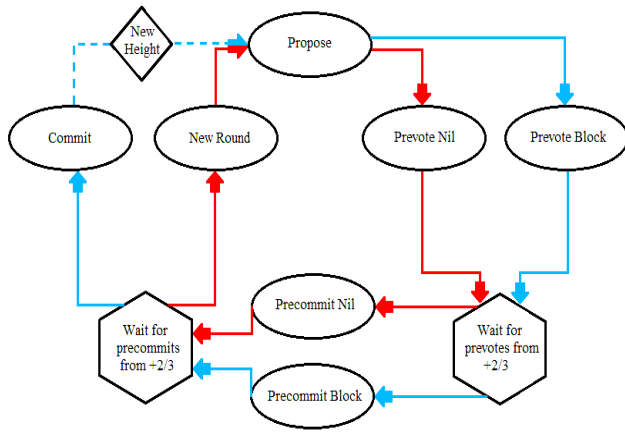 New
Height
Propose
Commit
New Round
Prevote Nil
Prevote Block
Precommit Nil
Wait for
precommits
from +2/3
Wait for
prevotes from
+2/3
Precommit Block